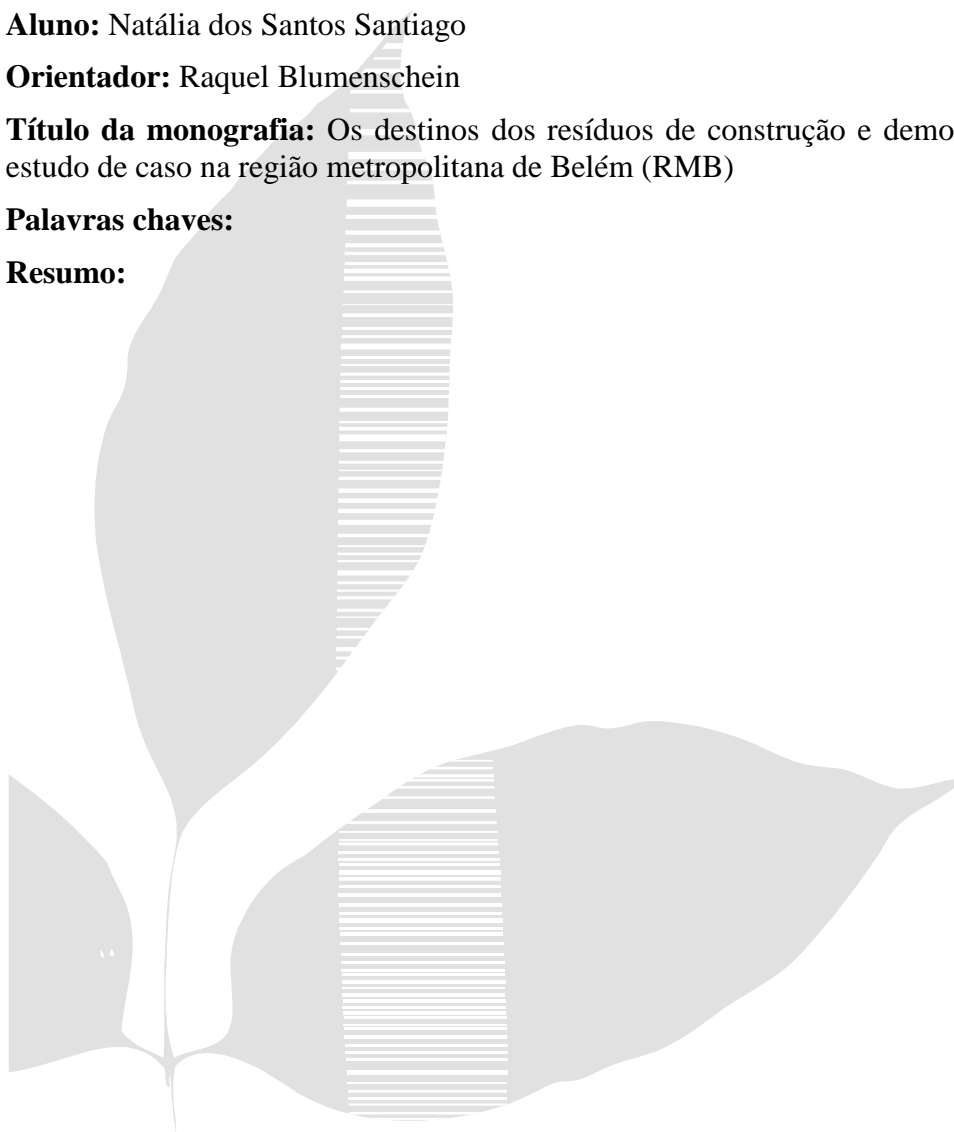 Aluno: Natália dos Santos Santiago
Orientador: Raquel Blumenschein
Título da monografia: Os destinos dos resíduos de construção e demo
estudo de caso na região metropolitana de Belém (RMB)
Palavras chaves:
Resumo: